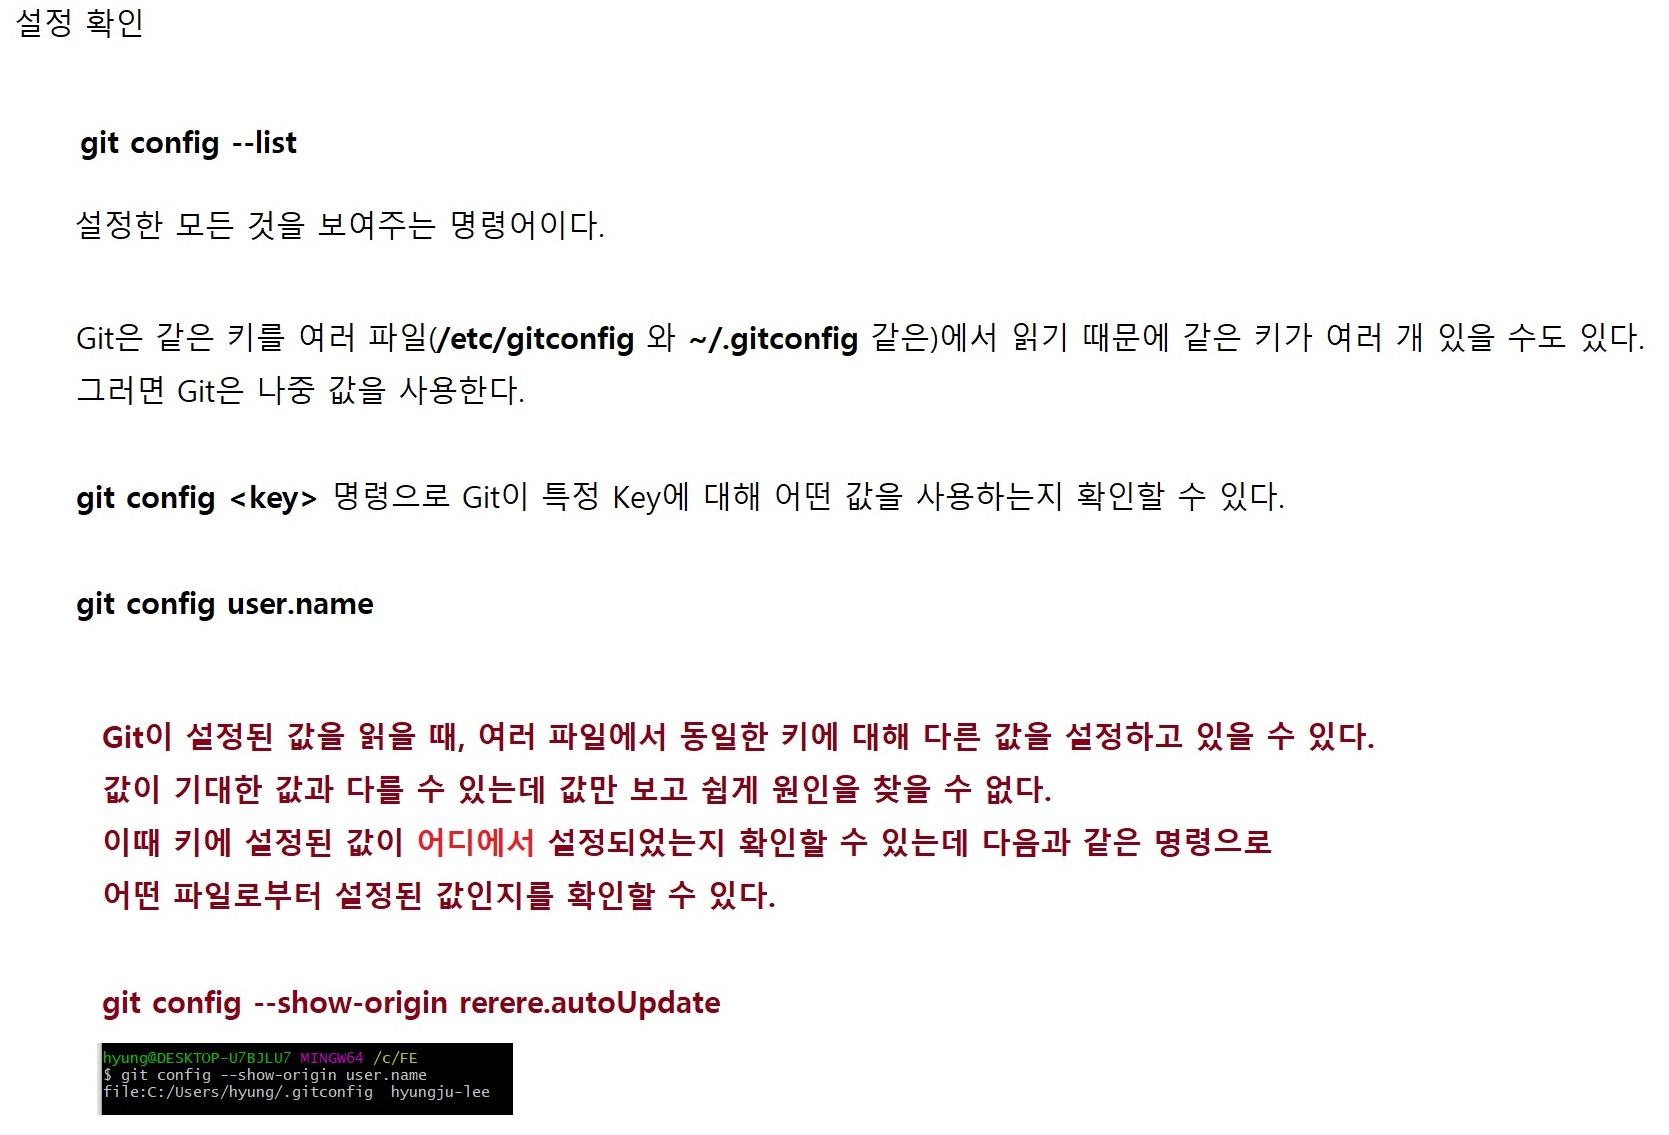 설정 확인
git config --list
설정한 모든 것을 보여주는 명령어이다.
Git은 같은 키를 여러 파일(/etc/gitconfig 와 ~/.gitconfig 같은)에서 읽기 때문에 같은 키가 여러 개 있을 수도 있다.
그러면 Git은 나중 값을 사용한다.
git config <key> 명령으로 Git이 특정 Key에 대해 어떤 값을 사용하는지 확인할 수 있다.
git config user.name
Git이 설정된 값을 읽을 때, 여러 파일에서 동일한 키에 대해 다른 값을 설정하고 있을 수 있다.
값이 기대한 값과 다를 수 있는데 값만 보고 쉽게 원인을 찾을 수 없다.
이때 키에 설정된 값이 어디에서 설정되었는지 확인할 수 있는데 다음과 같은 명령으로
어떤 파일로부터 설정된 값인지를 확인할 수 있다.
git config --show-origin rerere.autoUpdate
hyung@DESKTOP-U7BJLU7 MINGW64 /c/FE
$ git config --show-origin user.name
file:C:/Users/hyung/.gitconfig hyungju-lee